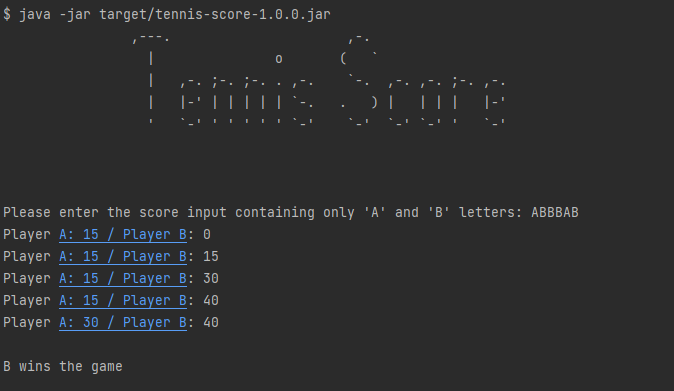 $ java -jar target/tennis-score-1.0.0.jar
Tennis Score
Please enter the score input containing only 'A' and 'B' letters: ABBBAB
Player A: 15 / Player B: 0
Player A: 15 / Player B: 15
Player A: 15 / Player B: 30
Player A: 15 / Player B: 40
Player A: 30 / Player B: 40
B wins the game